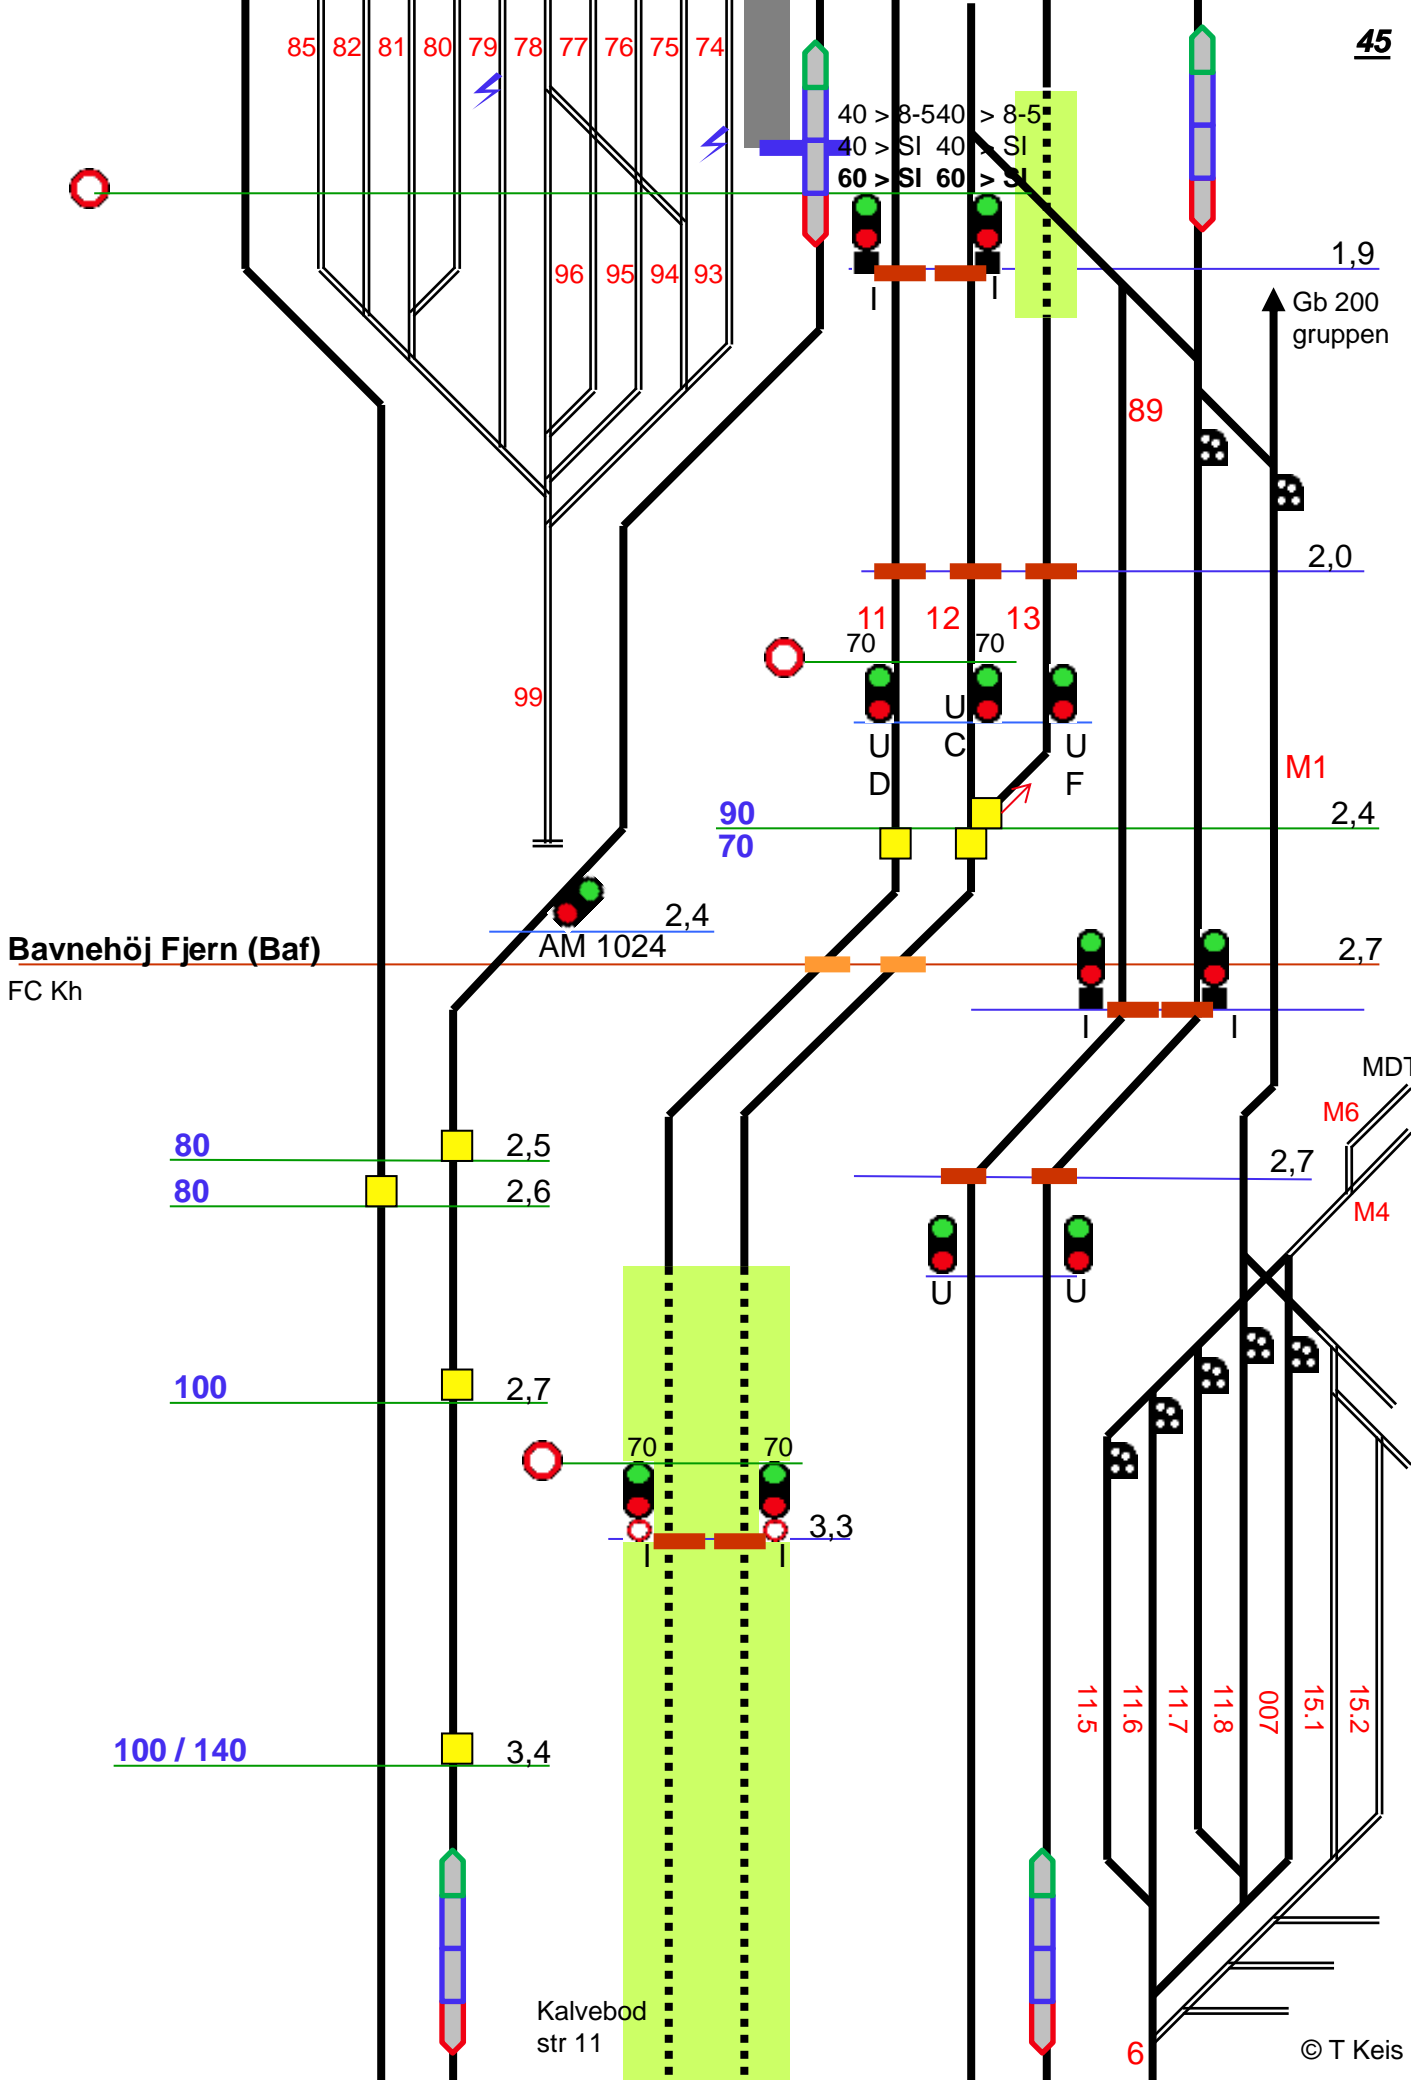 45
85 82 81 80 79 78 77 76 75 74
40 > 8-5 40 > 8-5
40 > SI 40 > SI
60 > SI 60 > SI
1,9
96 95 94 93
I I
Gb 200
gruppen
89
2,0
11 12 13
70 70
99
U
U C U
D F
M1
90
2,4
70
2,4
AM 1024
Bavnehöj Fjern (Baf)
2,7
FC Kh
I I
MDT
M6
80 2,5
2,7
80 2,6
M4
U U
100 2,7
70 70
3,3
I I
11.5 11.6 11.7 11.8 007 15.1 15.2
100 / 140 3,4
Kalvebod
str 11
6
© T Keis